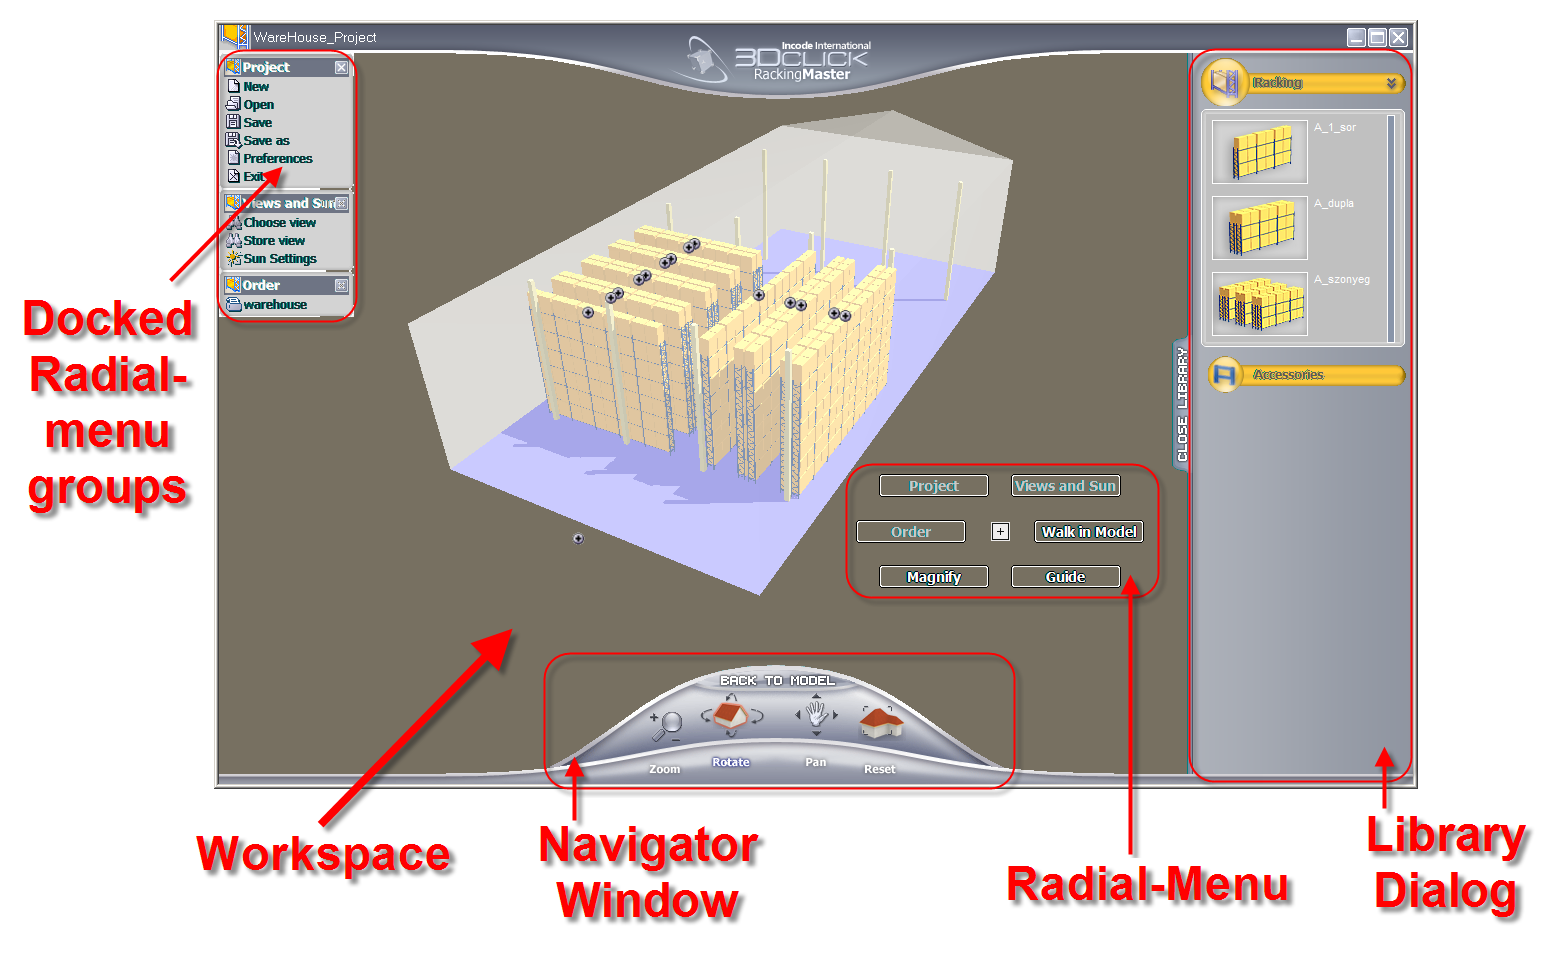 WareHouse_Project
Incode International
3DCLICK
RackingMaster
Project
New
Open
Save
Save as
Preferences
Exit
Views and Sun
Choose view
Store view
Sun Settings
Order
warehouse
Racking
A_1_sor
A_dupla
A_szonyeg
Accessories
CLOSE LIBRARY
Docked
Radial-
menu
groups
Project
Views and Sun
Order
Walk in Model
Magnify
Guide
BACK TO MODEL
Zoom
Rotate
Pan
Reset
Workspace
Navigator
Window
Radial-Menu
Library
Dialog